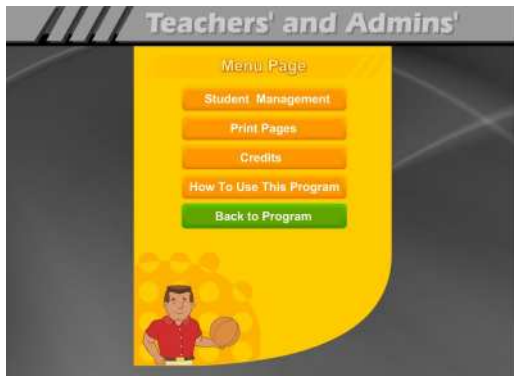 Teachers' and Admins'
Menu Page
Student Management
Print Pages
Credits
How To Use This Program
Back to Program